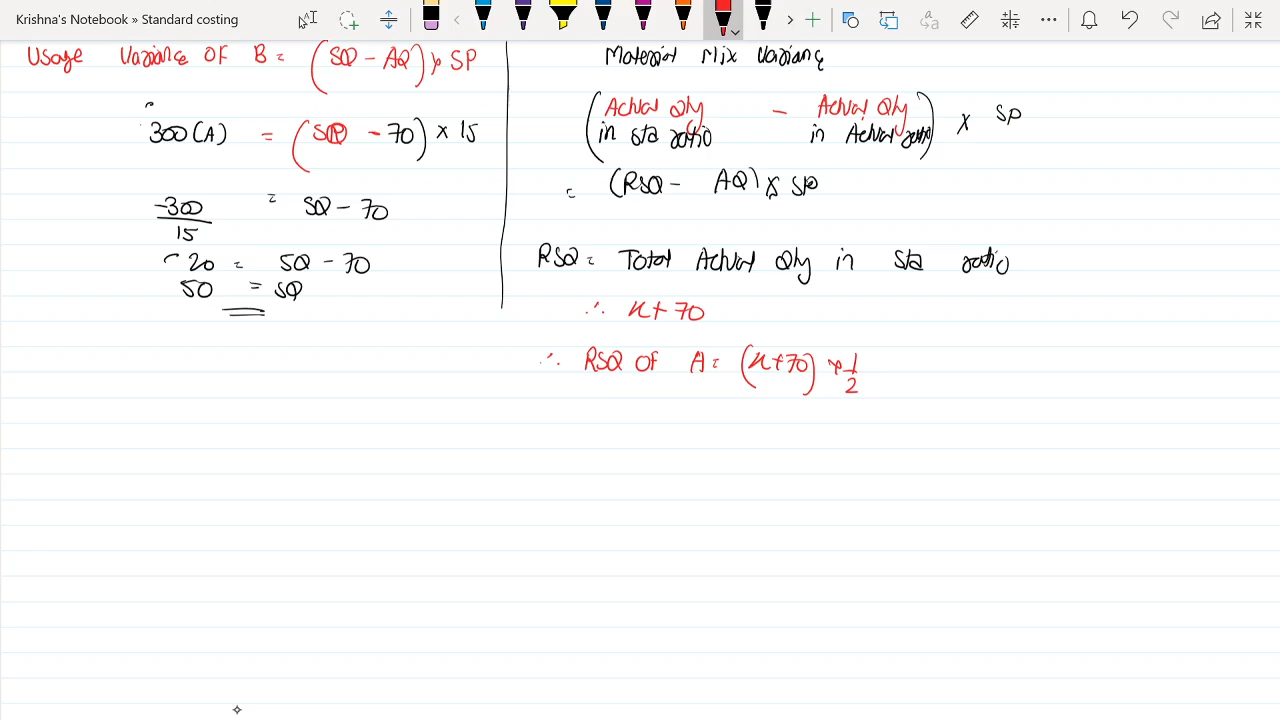 Krishna's Notebook » Standard costing
Usage Variance OF B = (SQ - AQ) × SP
300 (A) = (SQ - 70) × 15
-300/15 = SQ - 70
- 20 = SQ - 70
50 = SQ
Material Mix Variance
(Actual Qty in std ratio - Actual Qty in Actual ratio) × SP
= (RSQ - AQ) × SP
RSQ = Total Actual Qty in std ratio
∴ x + 70
∴ RSQ OF A = (x + 70) × 1/2